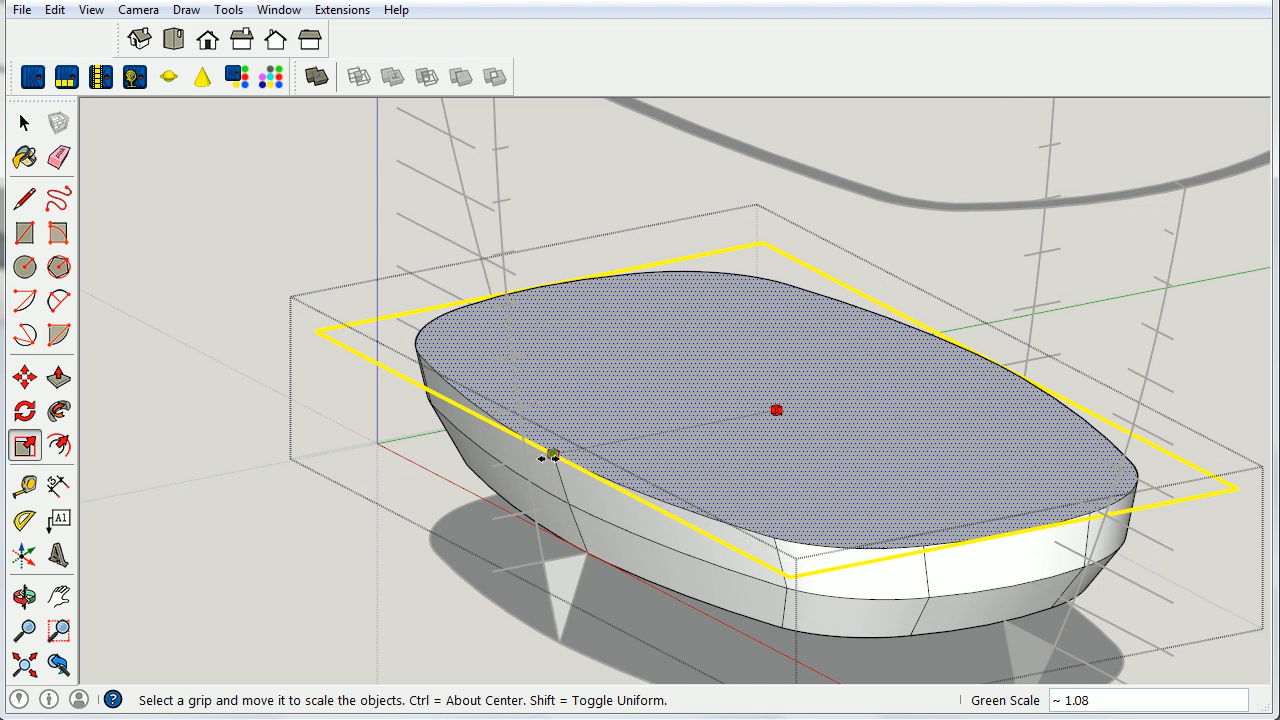 File Edit View Camera Draw Tools Window Extensions Help
A1
Select a grip and move it to scale the objects. Ctrl = About Center. Shift = Toggle Uniform. Green Scale ~ 1.08